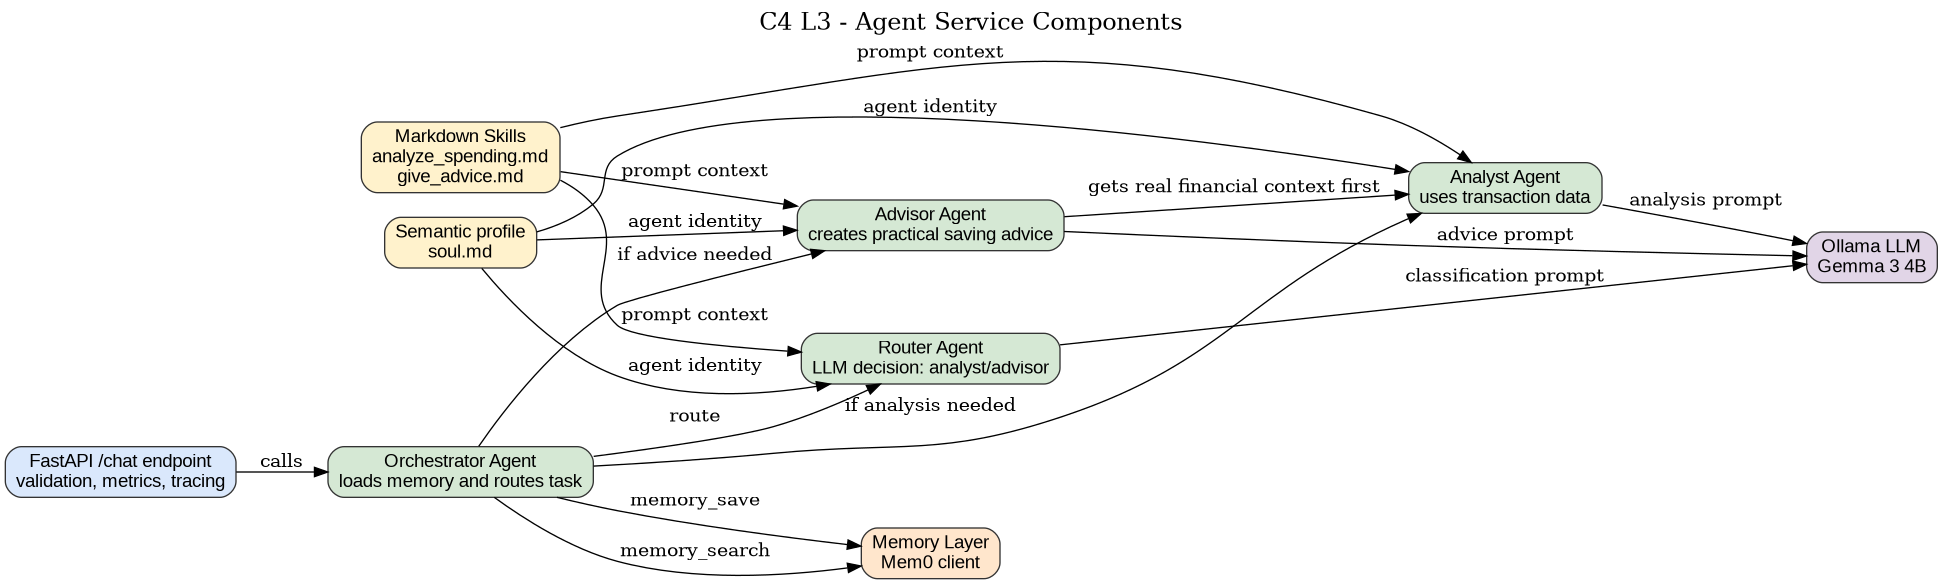 C4 L3 - Agent Service Components
prompt context
agent identity
Markdown Skills
analyze_spending.md
give_advice.md
prompt context
gets real financial context first
Analyst Agent
uses transaction data
analysis prompt
Semantic profile
soul.md
agent identity
Advisor Agent
creates practical saving advice
advice prompt
Ollama LLM
Gemma 3 4B
if advice needed
classification prompt
prompt context
Router Agent
LLM decision: analyst/advisor
agent identity
route
if analysis needed
FastAPI /chat endpoint
validation, metrics, tracing
calls
Orchestrator Agent
loads memory and routes task
memory_save
memory_search
Memory Layer
Mem0 client